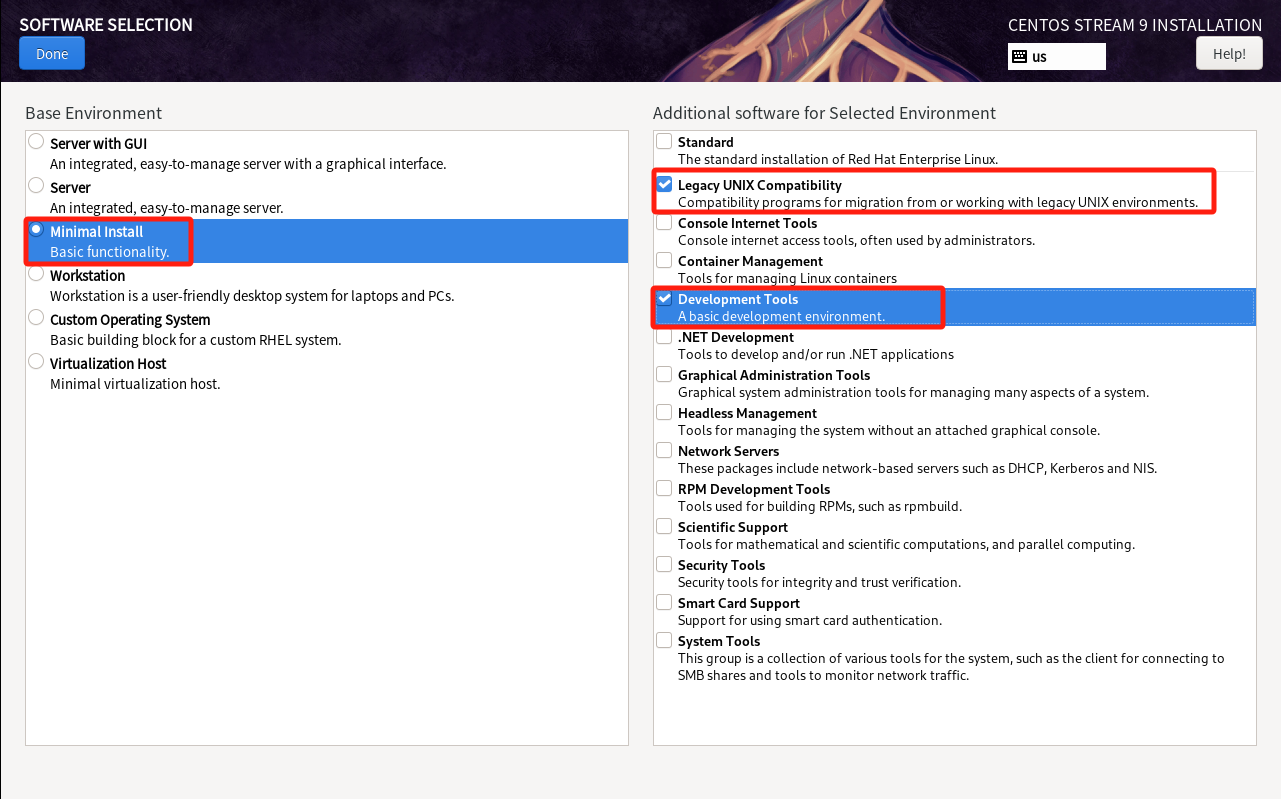 SOFTWARE SELECTION
CENTOS STREAM 9 INSTALLATION
Done
us
Help!
Base Environment
Server with GUI
An integrated, easy-to-manage server with a graphical interface.
Server
An integrated, easy-to-manage server.
Minimal Install
Basic functionality.
Workstation
Workstation is a user-friendly desktop system for laptops and PCs.
Custom Operating System
Basic building block for a custom RHEL system.
Virtualization Host
Minimal virtualization host.
Additional software for Selected Environment
Standard
The standard installation of Red Hat Enterprise Linux.
Legacy UNIX Compatibility
Compatibility programs for migration from or working with legacy UNIX environments.
Console Internet Tools
Console internet access tools, often used by administrators.
Container Management
Tools for managing Linux containers
Development Tools
A basic development environment.
.NET Development
Tools to develop and/or run .NET applications
Graphical Administration Tools
Graphical system administration tools for managing many aspects of a system.
Headless Management
Tools for managing the system without an attached graphical console.
Network Servers
These packages include network-based servers such as DHCP, Kerberos and NIS.
RPM Development Tools
Tools used for building RPMs, such as rpmbuild.
Scientific Support
Tools for mathematical and scientific computations, and parallel computing.
Security Tools
Security tools for integrity and trust verification.
Smart Card Support
Support for using smart card authentication.
System Tools
This group is a collection of various tools for the system, such as the client for connecting to
SMB shares and tools to monitor network traffic.